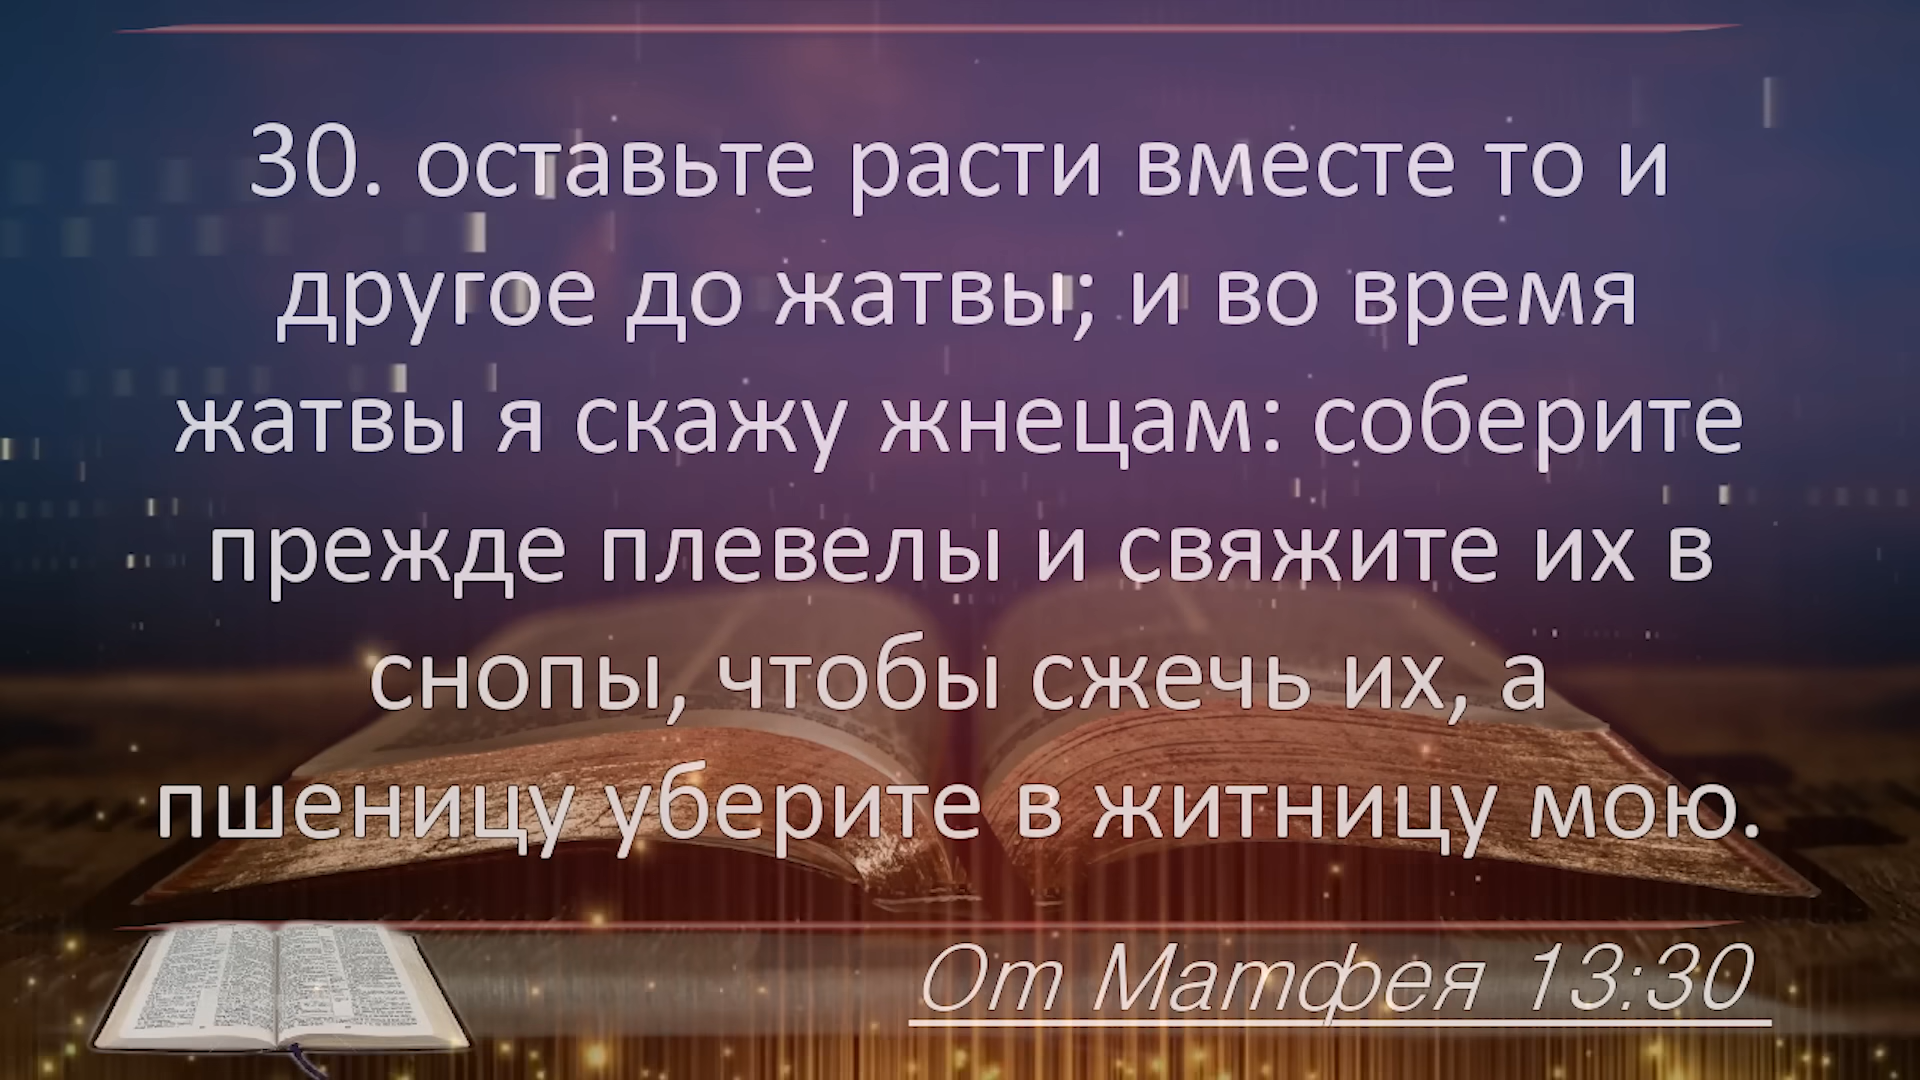 30. оставьте расти вместе то и
другое до жатвы; и во время
жатвы я скажу жнецам: соберите
прежде плевелы и свяжите их в
снопы, чтобы сжечь их, а
пшеницу уберите в житницу мою.
От Матфея 13:30